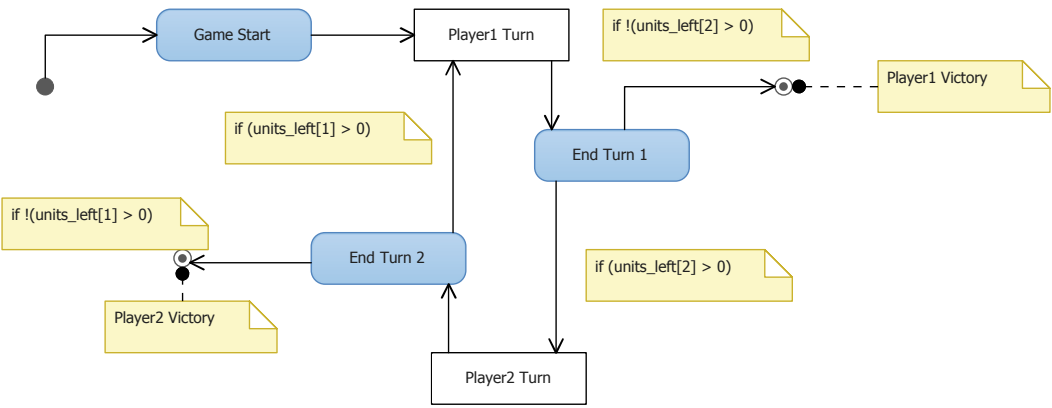 Game Start
Player1 Turn
if !(units_left[2] > 0)
Player1 Victory
if (units_left[1] > 0)
End Turn 1
if !(units_left[1] > 0)
End Turn 2
if (units_left[2] > 0)
Player2 Victory
Player2 Turn